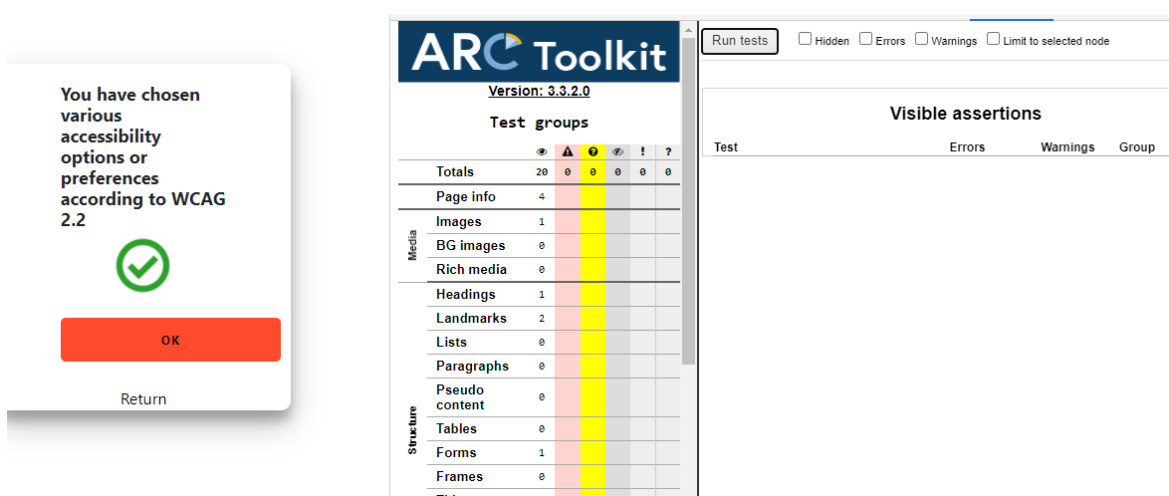 You have chosen
various
accessibility
options or
preferences
according to WCAG
2.2
OK
Return
ARC Toolkit
Version: 3.3.2.0
Test groups
! ?
Totals 20 0 0 0 0 0
Page info 4
Media
Images 1
BG images 0
Rich media 0
Structure
Headings 1
Landmarks 2
Lists 0
Paragraphs 0
Pseudo
content 0
Tables 0
Forms 1
Frames 0
Run tests Hidden Errors Warnings Limit to selected node
Visible assertions
Test Errors Warnings Group